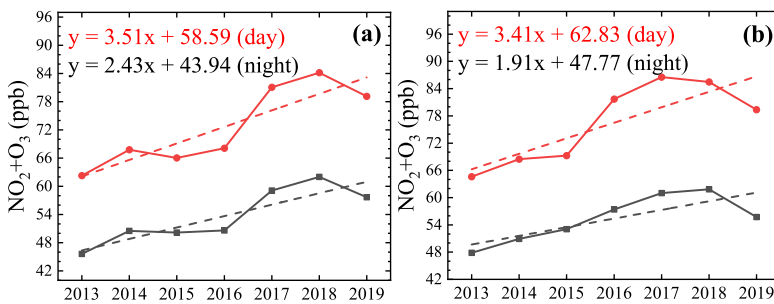 96
90
84
78
72
66
60
54
48
42
NO₂+O₃ (ppb)
y = 3.51x + 58.59 (day)
y = 2.43x + 43.94 (night)
(a)
2013 2014 2015 2016 2017 2018 2019
96
90
84
78
72
66
60
54
48
42
NO₂+O₃ (ppb)
y = 3.41x + 62.83 (day)
y = 1.91x + 47.77 (night)
(b)
2013 2014 2015 2016 2017 2018 2019